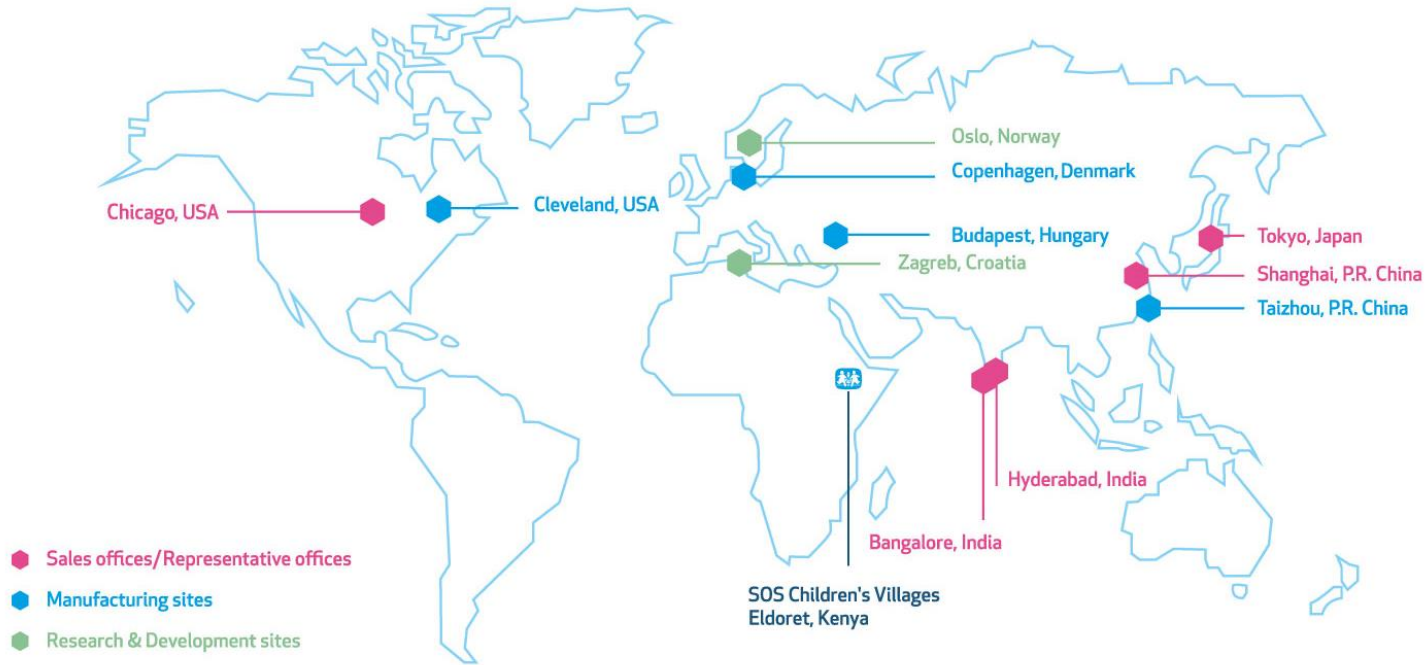 Oslo, Norway
Copenhagen, Denmark
Chicago, USA
Cleveland, USA
Budapest, Hungary
Zagreb, Croatia
Tokyo, Japan
Shanghai, P.R. China
Taizhou, P.R. China
Hyderabad, India
Bangalore, India
SOS Children's Villages
Eldoret, Kenya
Sales offices/Representative offices
Manufacturing sites
Research & Development sites